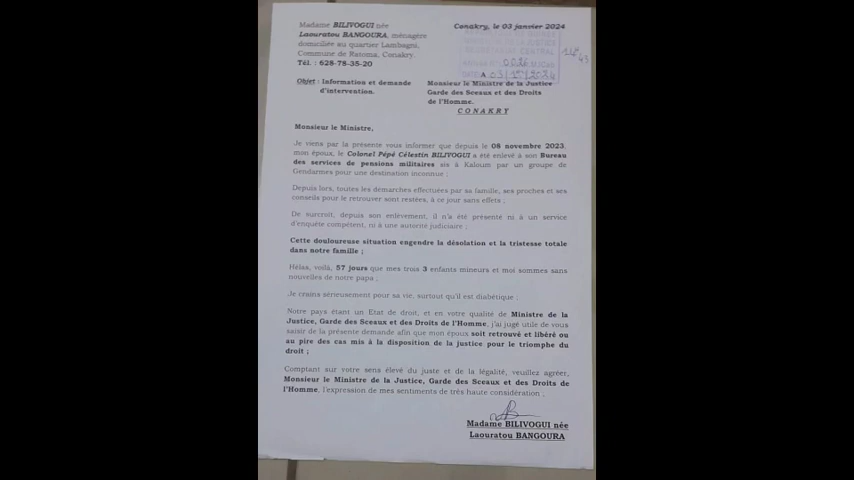 Madame BILIVOGUI née
Laouratou BANGOURA, ménagère
domiciliée au quartier Lambagni,
Commune de Ratoma, Conakry.
Tél. : 628-78-35-20
Conakry, le 03 janvier 2024
SECRETARIAT CENTRAL
03/
14H 43
Objet : Information et demande
d'intervention.
A
Monsieur le Ministre de la Justice
Garde des Sceaux et des Droits
de l'Homme.
CONAKRY
Monsieur le Ministre,
Je viens par la présente vous informer que depuis le 08 novembre 2023,
mon époux, le Colonel Pépé Célestin BILIVOGUI a été enlevé à son Bureau
des services de pensions militaires sis à Kaloum par un groupe de
Gendarmes pour une destination inconnue ;
Depuis lors, toutes les démarches effectuées par sa famille, ses proches et ses
conseils pour le retrouver sont restées, à ce jour sans effets ;
De surcroit, depuis son enlèvement, il n'a été présenté ni à un service
d'enquête compétent, ni à une autorité judiciaire ;
Cette douloureuse situation engendre la désolation et la tristesse totale
dans notre famille ;
Hélas, voilà, 57 jours que mes trois 3 enfants mineurs et moi sommes sans
nouvelles de notre papa ;
Je crains sérieusement pour sa vie, surtout qu'il est diabétique ;
Notre pays étant un Etat de droit, et en votre qualité de Ministre de la
Justice, Garde des Sceaux et des Droits de l'Homme, j'ai jugé utile de vous
saisir de la présente demande afin que mon époux soit retrouvé et libéré ou
au pire des cas mis à la disposition de la justice pour le triomphe du
droit ;
Comptant sur votre sens élevé du juste et de la légalité, veuillez agréer,
Monsieur le Ministre de la Justice, Garde des Sceaux et des Droits de
l'Homme, l'expression de mes sentiments de très haute considération ;
Madame BILIVOGUI née
Laouratou BANGOURA